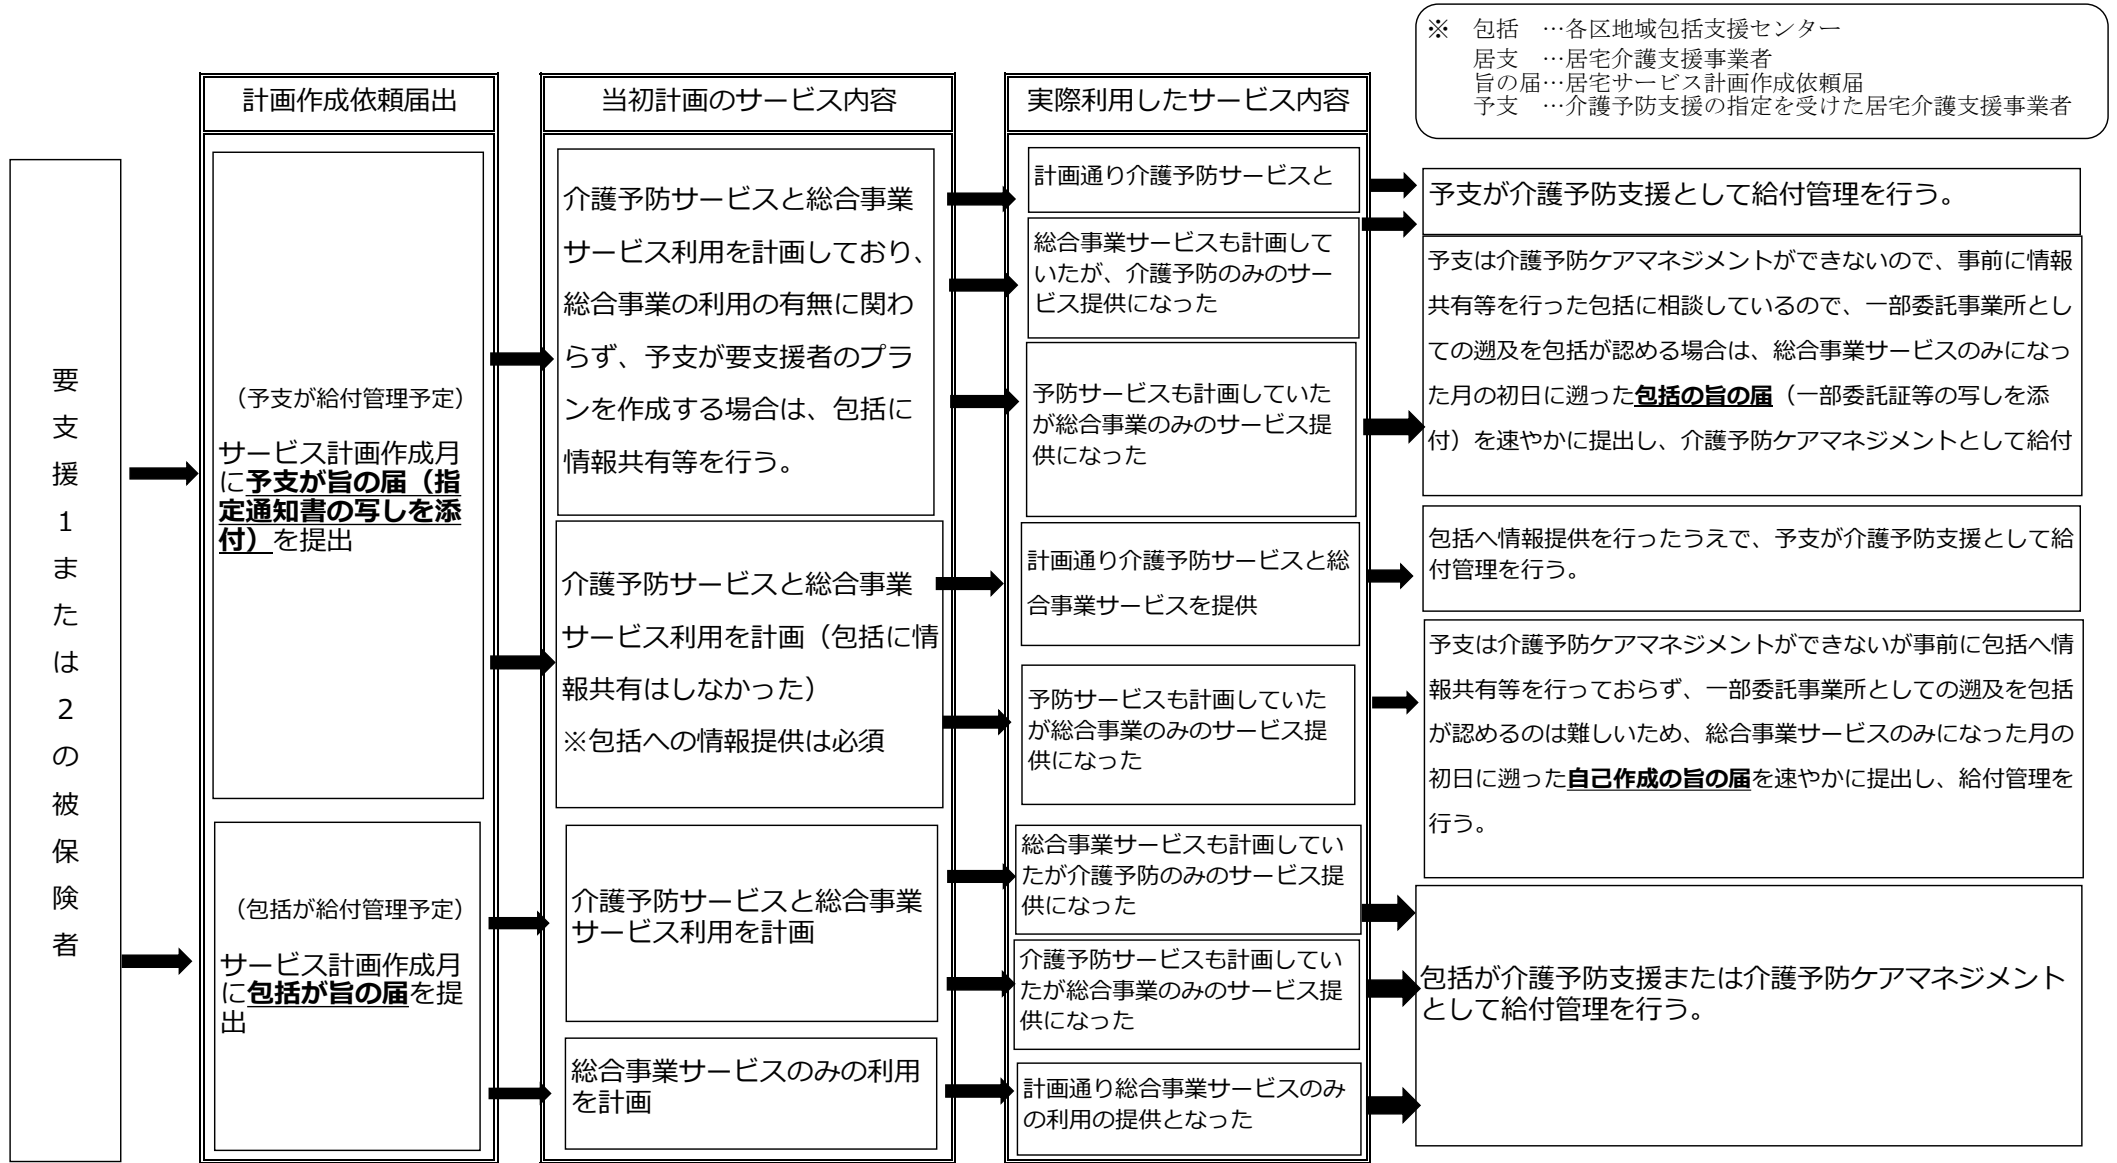 ※　包括　…各区地域包括支援センター
居支　…居宅介護支援事業者
旨の届…居宅サービス計画作成依頼届
予支　…介護予防支援の指定を受けた居宅介護支援事業者
計画作成依頼届出
当初計画のサービス内容
実際利用したサービス内容
要支援1または2の被保険者
（予支が給付管理予定）
サービス計画作成月
に予支が旨の届（指
定通知書の写しを添
付）を提出
（包括が給付管理予定）
サービス計画作成月
に包括が旨の届を提
出
介護予防サービスと総合事業
サービス利用を計画しており、
総合事業の利用の有無に関わ
らず、予支が要支援者のプラ
ンを作成する場合は、包括に
情報共有等を行う。
介護予防サービスと総合事業
サービス利用を計画（包括に情
報共有はしなかった）
※包括への情報提供は必須
介護予防サービスと総合事業
サービス利用を計画
総合事業サービスのみの利用
を計画
計画通り介護予防サービスと
総合事業サービスも計画して
いたが、介護予防のみのサー
ビス提供になった
予防サービスも計画していた
が総合事業のみのサービス提
供になった
計画通り介護予防サービスと総
合事業サービスを提供
予防サービスも計画していた
が総合事業のみのサービス提
供になった
総合事業サービスも計画してい
たが介護予防のみのサービス提
供になった
介護予防サービスも計画してい
たが総合事業のみのサービス提
供になった
計画通り総合事業サービスのみ
の利用の提供となった
予支が介護予防支援として給付管理を行う。
予支は介護予防ケアマネジメントができないので、事前に情報
共有等を行った包括に相談しているので、一部委託事業所とし
ての遡及を包括が認める場合は、総合事業サービスのみになっ
た月の初日に遡った包括の旨の届（一部委託証等の写しを添
付）を速やかに提出し、介護予防ケアマネジメントとして給付
包括へ情報提供を行ったうえで、予支が介護予防支援として給
付管理を行う。
予支は介護予防ケアマネジメントができないが事前に包括へ情
報共有等を行っておらず、一部委託事業所としての遡及を包括
が認めるのは難しいため、総合事業サービスのみになった月の
初日に遡った自己作成の旨の届を速やかに提出し、給付管理を
行う。
包括が介護予防支援または介護予防ケアマネジメント
として給付管理を行う。